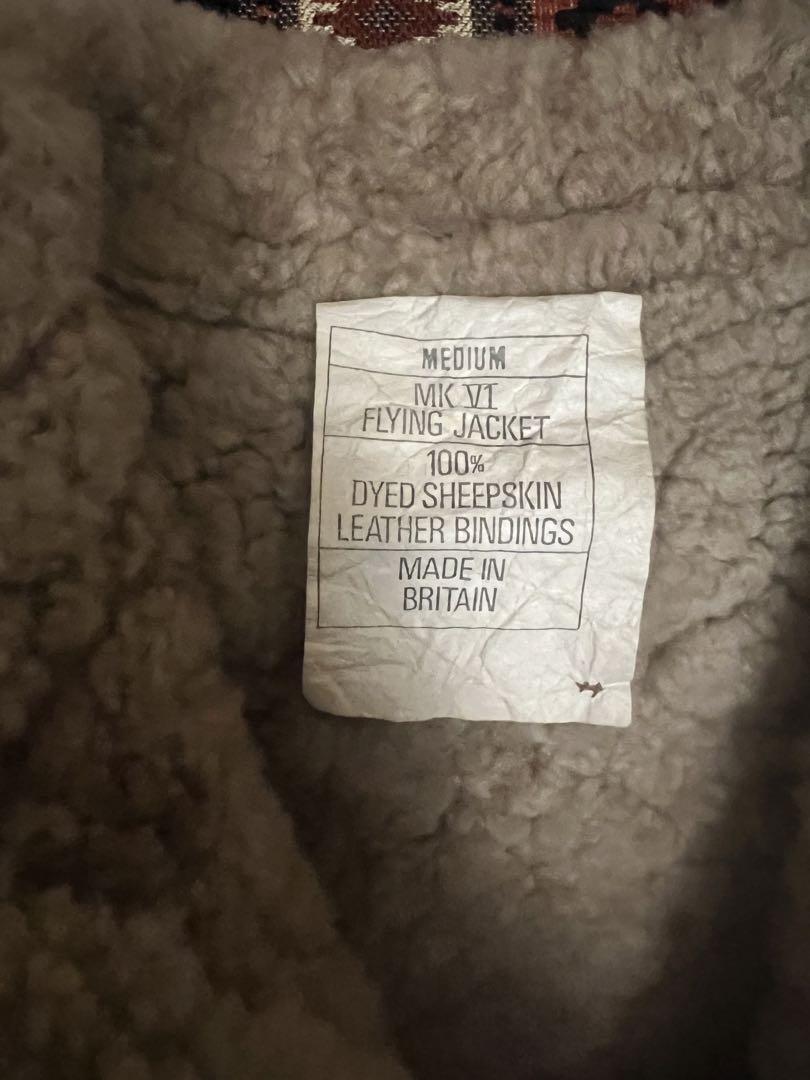 MEDIUM
MK VI
FLYING JACKET
100%
DYED SHEEPSKIN
LEATHER BINDINGS
MADE IN
BRITAIN